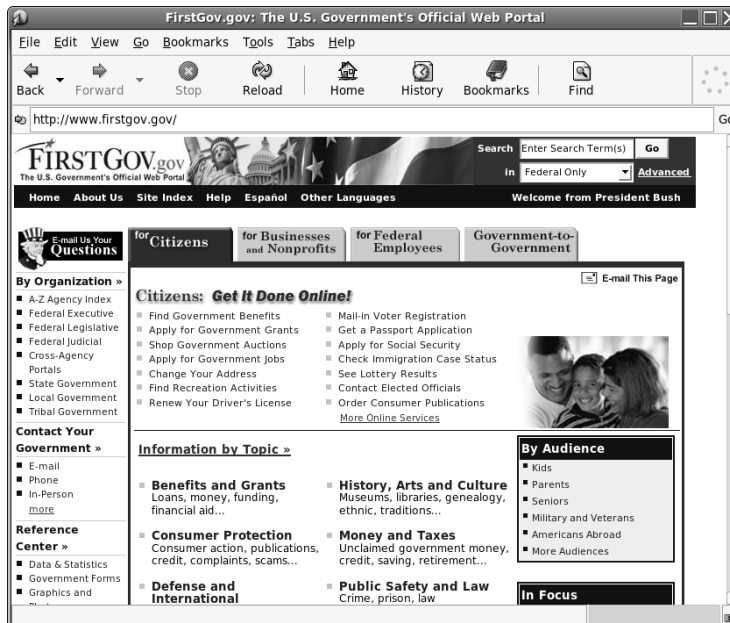 FirstGov.gov: The U.S. Government's Official Web Portal
File Edit View Go Bookmarks Tools Tabs Help
Back Forward Stop Reload Home History Bookmarks Find
http://www.firstgov.gov/
FIRSTGOV.gov
The U.S. Government's Official Web Portal
Search Enter Search Term(s) Go
in Federal Only Advanced
Home About Us Site Index Help Español Other Languages Welcome from President Bush
E-mail Us Your
Questions
for Citizens
for Businesses
and Nonprofits
for Federal
Employees
Government-to-
Government
By Organization »
A-Z Agency Index
Federal Executive
Federal Legislative
Federal Judicial
Cross-Agency
Portals
State Government
Local Government
Tribal Government
Contact Your
Government »
E-mail
Phone
In-Person
more
Reference
Center »
Data & Statistics
Government Forms
Graphics and
E-mail This Page
Citizens: Get It Done Online!
Find Government Benefits
Apply for Government Grants
Shop Government Auctions
Apply for Government Jobs
Change Your Address
Find Recreation Activities
Renew Your Driver's License
Mail-in Voter Registration
Get a Passport Application
Apply for Social Security
Check Immigration Case Status
See Lottery Results
Contact Elected Officials
Order Consumer Publications
More Online Services
Information by Topic »
Benefits and Grants
Loans, money, funding,
financial aid...
Consumer Protection
Consumer action, publications,
credit, complaints, scams...
Defense and
International
History, Arts and Culture
Museums, libraries, genealogy,
ethnic, traditions...
Money and Taxes
Unclaimed government money,
credit, saving, retirement...
Public Safety and Law
Crime, prison, law
By Audience
Kids
Parents
Seniors
Military and Veterans
Americans Abroad
More Audiences
In Focus